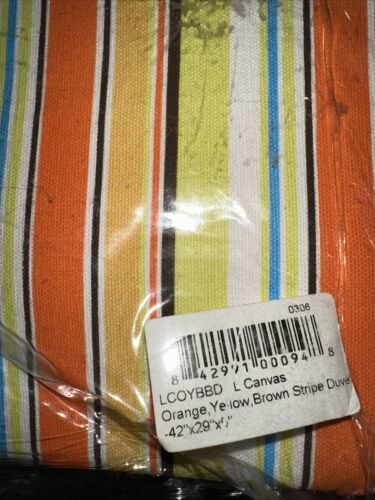 0306
8 42971 00094 8
LCOYBBD L Canvas
Orange,Yellow,Brown Stripe Duve
-42"x29"x